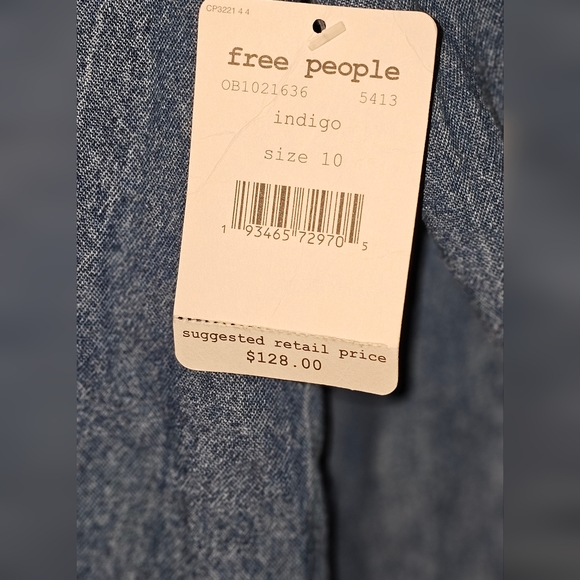 CP3221 4 4
free people
OB1021636 5413
indigo
size 10
1 93465 72970 5
suggested retail price
$128.00